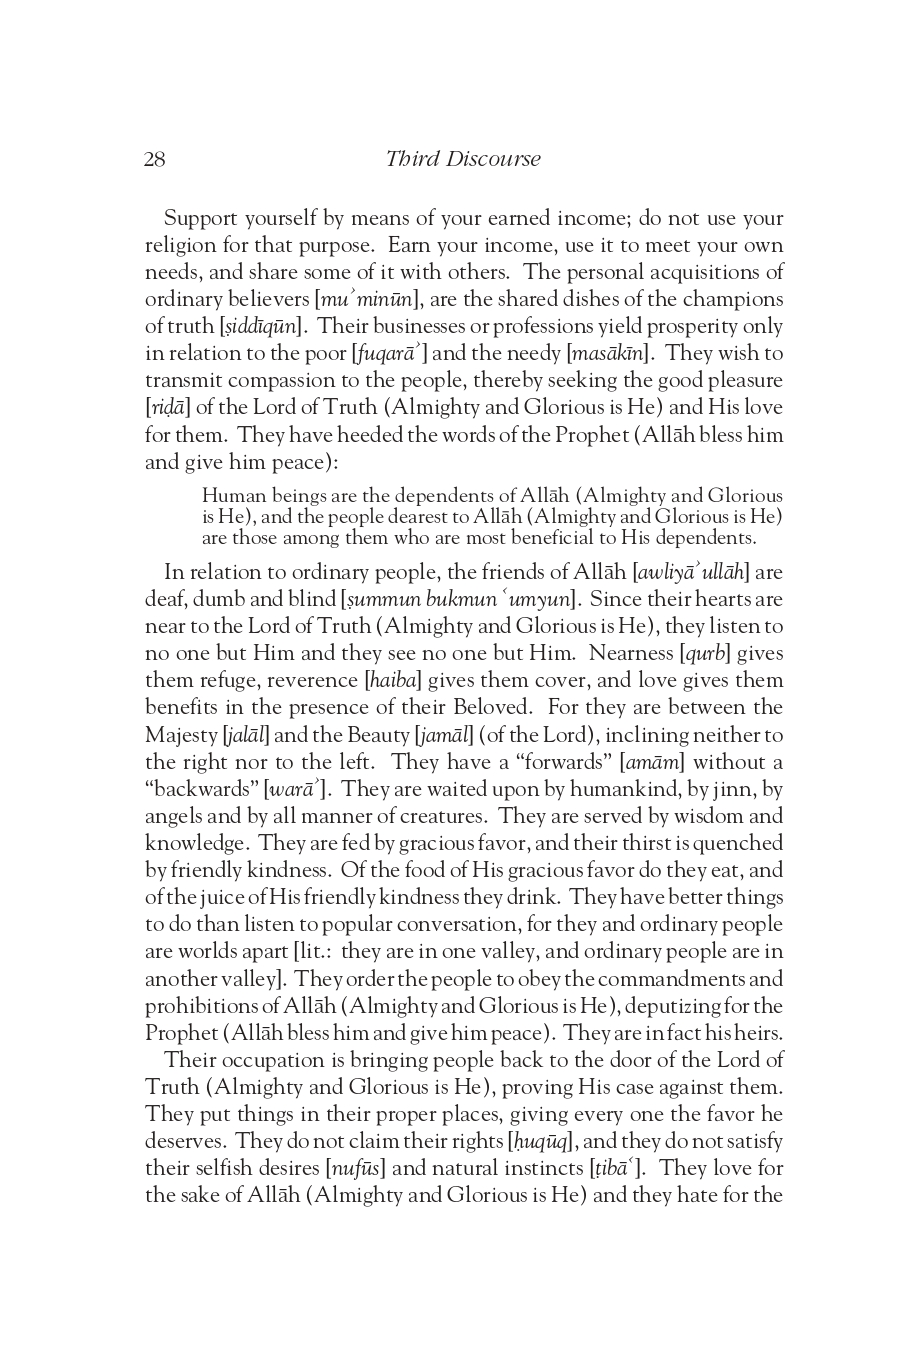 28 Third Discourse
Support yourself by means of your earned income; do not use your
religion for that purpose. Earn your income, use it to meet your own
needs, and share some of it with others. The personal acquisitions of
ordinary believers [muʾminūn], are the shared dishes of the champions
of truth [ṣiddīqūn]. Their businesses or professions yield prosperity only
in relation to the poor [fuqarāʾ] and the needy [masākīn]. They wish to
transmit compassion to the people, thereby seeking the good pleasure
[riḍā] of the Lord of Truth (Almighty and Glorious is He) and His love
for them. They have heeded the words of the Prophet (Allāh bless him
and give him peace):
Human beings are the dependents of Allāh (Almighty and Glorious
is He), and the people dearest to Allāh (Almighty and Glorious is He)
are those among them who are most beneficial to His dependents.
In relation to ordinary people, the friends of Allāh [awliyāʾullāh] are
deaf, dumb and blind [ṣummun bukmun ʿumyun]. Since their hearts are
near to the Lord of Truth (Almighty and Glorious is He), they listen to
no one but Him and they see no one but Him. Nearness [qurb] gives
them refuge, reverence [haiba] gives them cover, and love gives them
benefits in the presence of their Beloved. For they are between the
Majesty [jalāl] and the Beauty [jamāl] (of the Lord), inclining neither to
the right nor to the left. They have a “forwards” [amām] without a
“backwards” [warāʾ]. They are waited upon by humankind, by jinn, by
angels and by all manner of creatures. They are served by wisdom and
knowledge. They are fed by gracious favor, and their thirst is quenched
by friendly kindness. Of the food of His gracious favor do they eat, and
of the juice of His friendly kindness they drink. They have better things
to do than listen to popular conversation, for they and ordinary people
are worlds apart [lit.: they are in one valley, and ordinary people are in
another valley]. They order the people to obey the commandments and
prohibitions of Allāh (Almighty and Glorious is He), deputizing for the
Prophet (Allāh bless him and give him peace). They are in fact his heirs.
Their occupation is bringing people back to the door of the Lord of
Truth (Almighty and Glorious is He), proving His case against them.
They put things in their proper places, giving every one the favor he
deserves. They do not claim their rights [ḥuqūq], and they do not satisfy
their selfish desires [nufūs] and natural instincts [ṭibāʿ]. They love for
the sake of Allāh (Almighty and Glorious is He) and they hate for the